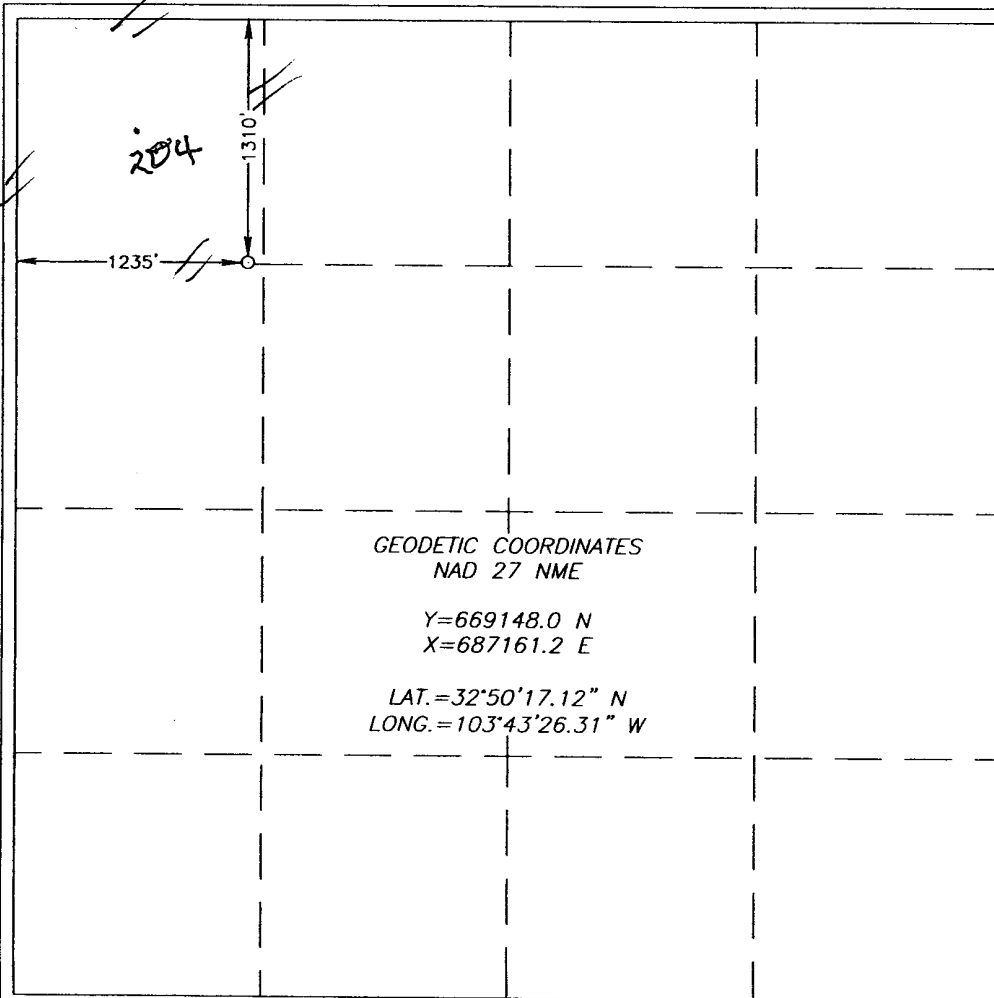 1310'
1235'
GEODETIC COORDINATES
NAD 27 NME
Y=669148.0 N
X=687161.2 E
LAT.=32°50'17.12" N
LONG.=103°43'26.31" W